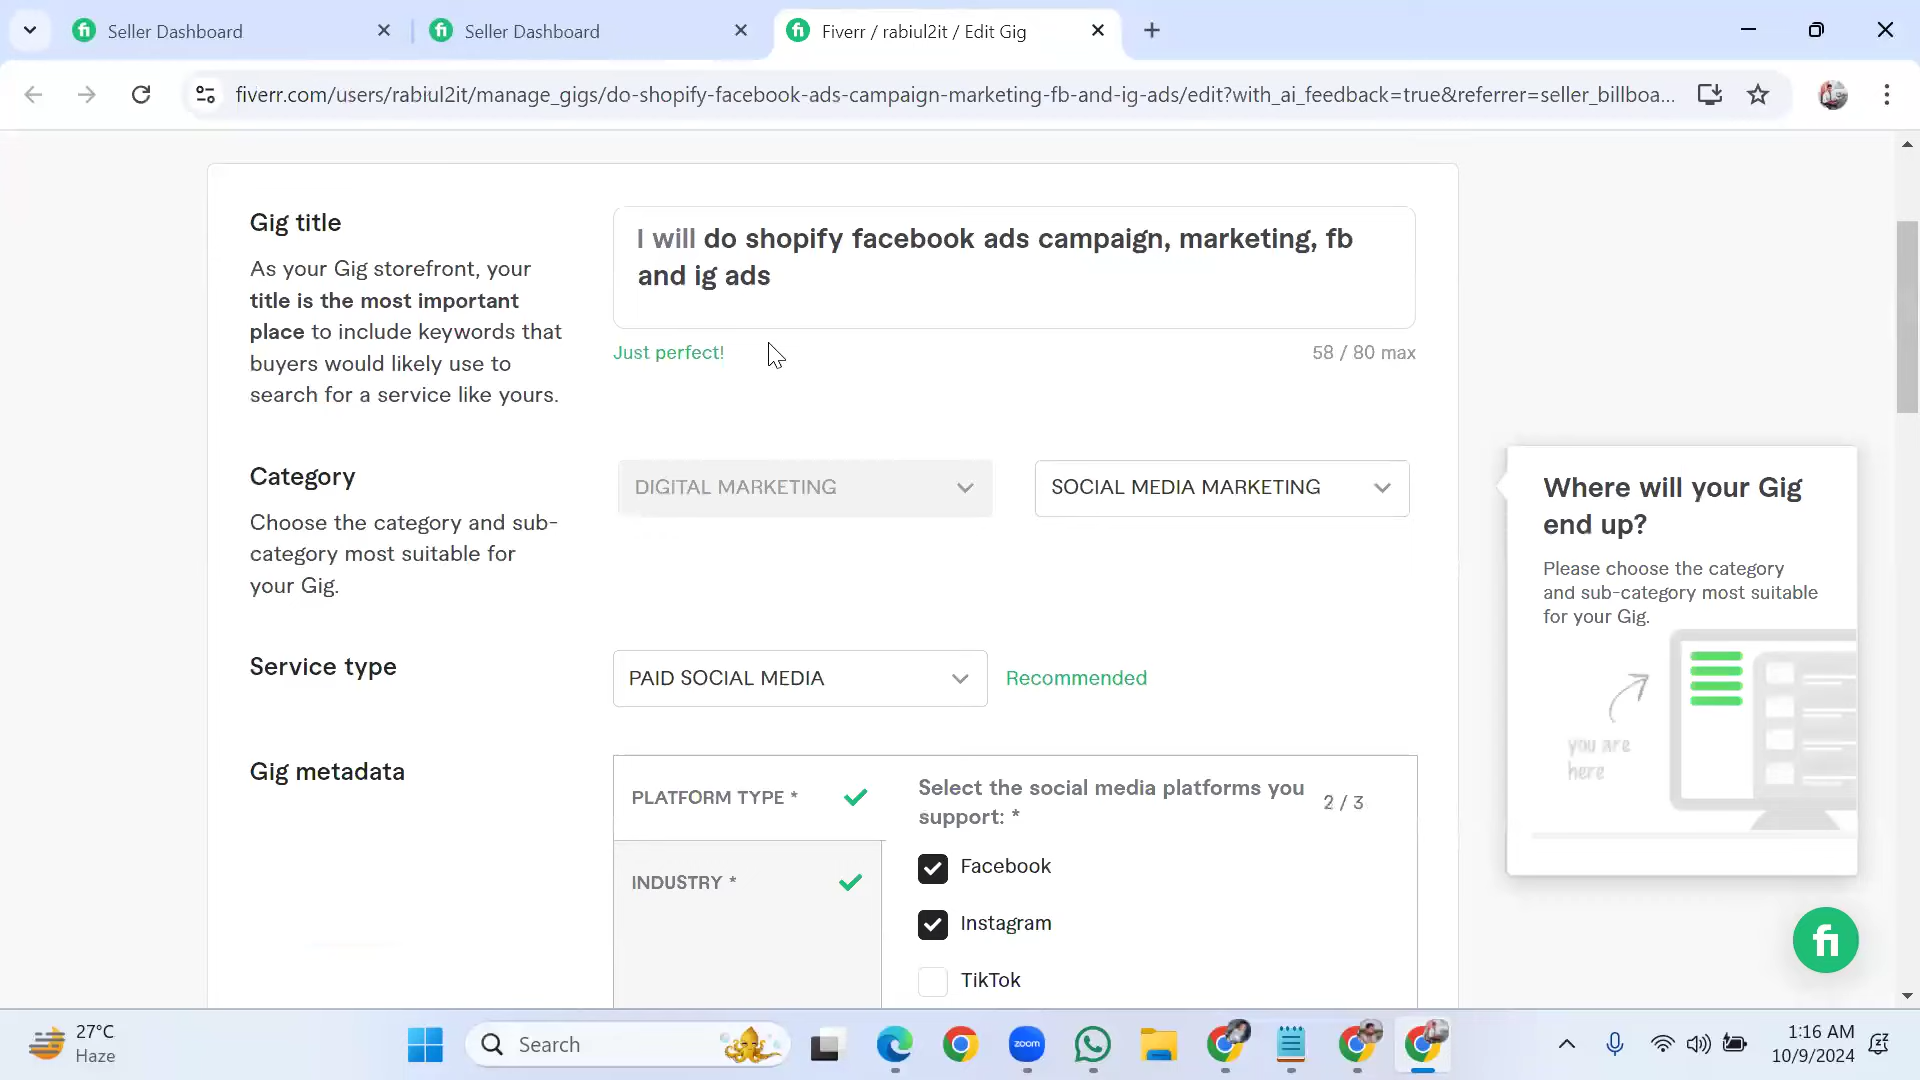 Seller Dashboard
Seller Dashboard
Fiverr / rabiul2it / Edit Gig
fiverr.com/users/rabiul2it/manage_gigs/do-shopify-facebook-ads-campaign-marketing-fb-and-ig-ads/edit?with_ai_feedback=true&referrer=seller_billboa...
Gig title
As your Gig storefront, your
title is the most important
place to include keywords that
buyers would likely use to
search for a service like yours.
I will do shopify facebook ads campaign, marketing, fb
and ig ads
Just perfect!
58 / 80 max
Category
Choose the category and sub-
category most suitable for
your Gig.
DIGITAL MARKETING
SOCIAL MEDIA MARKETING
Where will your Gig
end up?
Please choose the category
and sub-category most suitable
for your Gig.
you are
here
Service type
PAID SOCIAL MEDIA
Recommended
Gig metadata
PLATFORM TYPE *
INDUSTRY *
Select the social media platforms you
support: *
2 / 3
Facebook
Instagram
TikTok
fi
27°C
Haze
Search
zoom
1:16 AM
10/9/2024